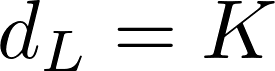 d_L = K